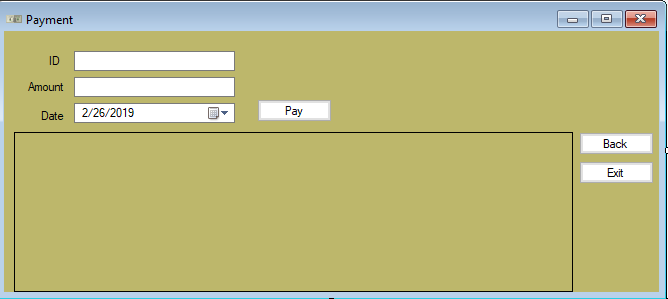 Payment
ID
Amount
Date 2/26/2019 Pay
Back
Exit